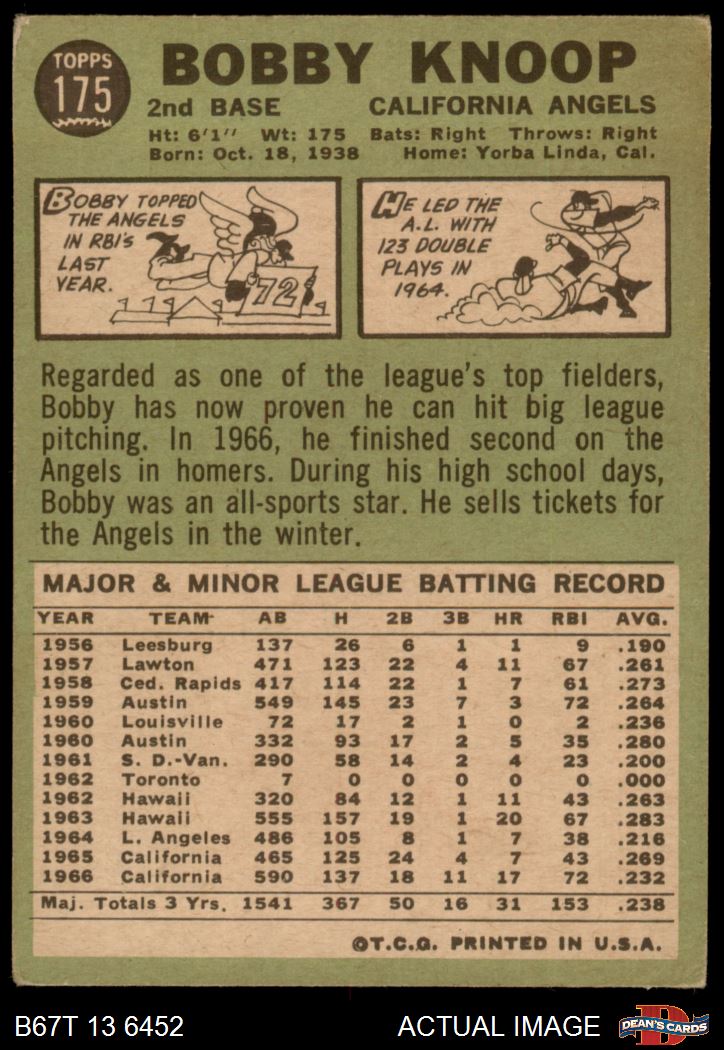 TOPPS
175
BOBBY KNOOP
2nd BASE CALIFORNIA ANGELS
Ht: 6'1" Wt: 175 Bats: Right Throws: Right
Born: Oct. 18, 1938 Home: Yorba Linda, Cal.
BOBBY TOPPED
THE ANGELS
IN RBI's
LAST
YEAR.
72
HE LED THE
A.L. WITH
123 DOUBLE
PLAYS IN
1964.
Regarded as one of the league's top fielders,
Bobby has now proven he can hit big league
pitching. In 1966, he finished second on the
Angels in homers. During his high school days,
Bobby was an all-sports star. He sells tickets for
the Angels in the winter.
MAJOR & MINOR LEAGUE BATTING RECORD
YEAR TEAM AB H 2B 3B HR RBI AVG.
1956 Leesburg 137 26 6 1 1 9 .190
1957 Lawton 471 123 22 4 11 67 .261
1958 Ced. Rapids 417 114 22 1 7 61 .273
1959 Austin 549 145 23 7 3 72 .264
1960 Louisville 72 17 2 1 0 2 .236
1960 Austin 332 93 17 2 5 35 .280
1961 S. D.-Van. 290 58 14 2 4 23 .200
1962 Toronto 7 0 0 0 0 0 .000
1962 Hawaii 320 84 12 1 11 43 .263
1963 Hawaii 555 157 19 1 20 67 .283
1964 L. Angeles 486 105 8 1 7 38 .216
1965 California 465 125 24 4 7 43 .269
1966 California 590 137 18 11 17 72 .232
Maj. Totals 3 Yrs. 1541 367 50 16 31 153 .238
©T.C.G. PRINTED IN U.S.A.
B67T 13 6452 ACTUAL IMAGE DEAN'S CARDS